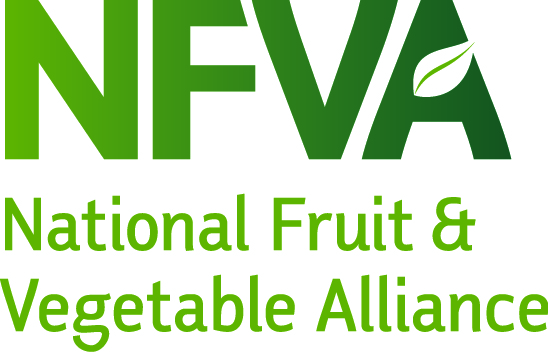 NFVA
National Fruit &
Vegetable Alliance